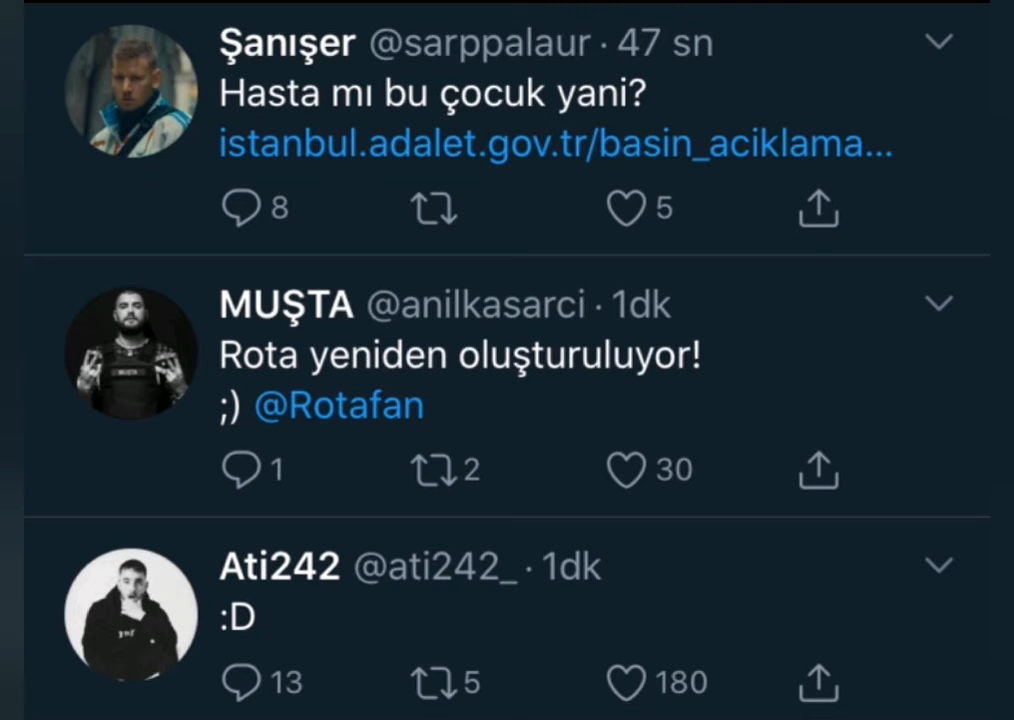 Şanışer @sarppalaur · 47 sn
Hasta mı bu çocuk yani?
istanbul.adalet.gov.tr/basin_aciklama...
8 5
MUŞTA @anilkasarci · 1dk
Rota yeniden oluşturuluyor!
;) @Rotafan
1 2 30
Ati242 @ati242_ · 1dk
:D
13 5 180